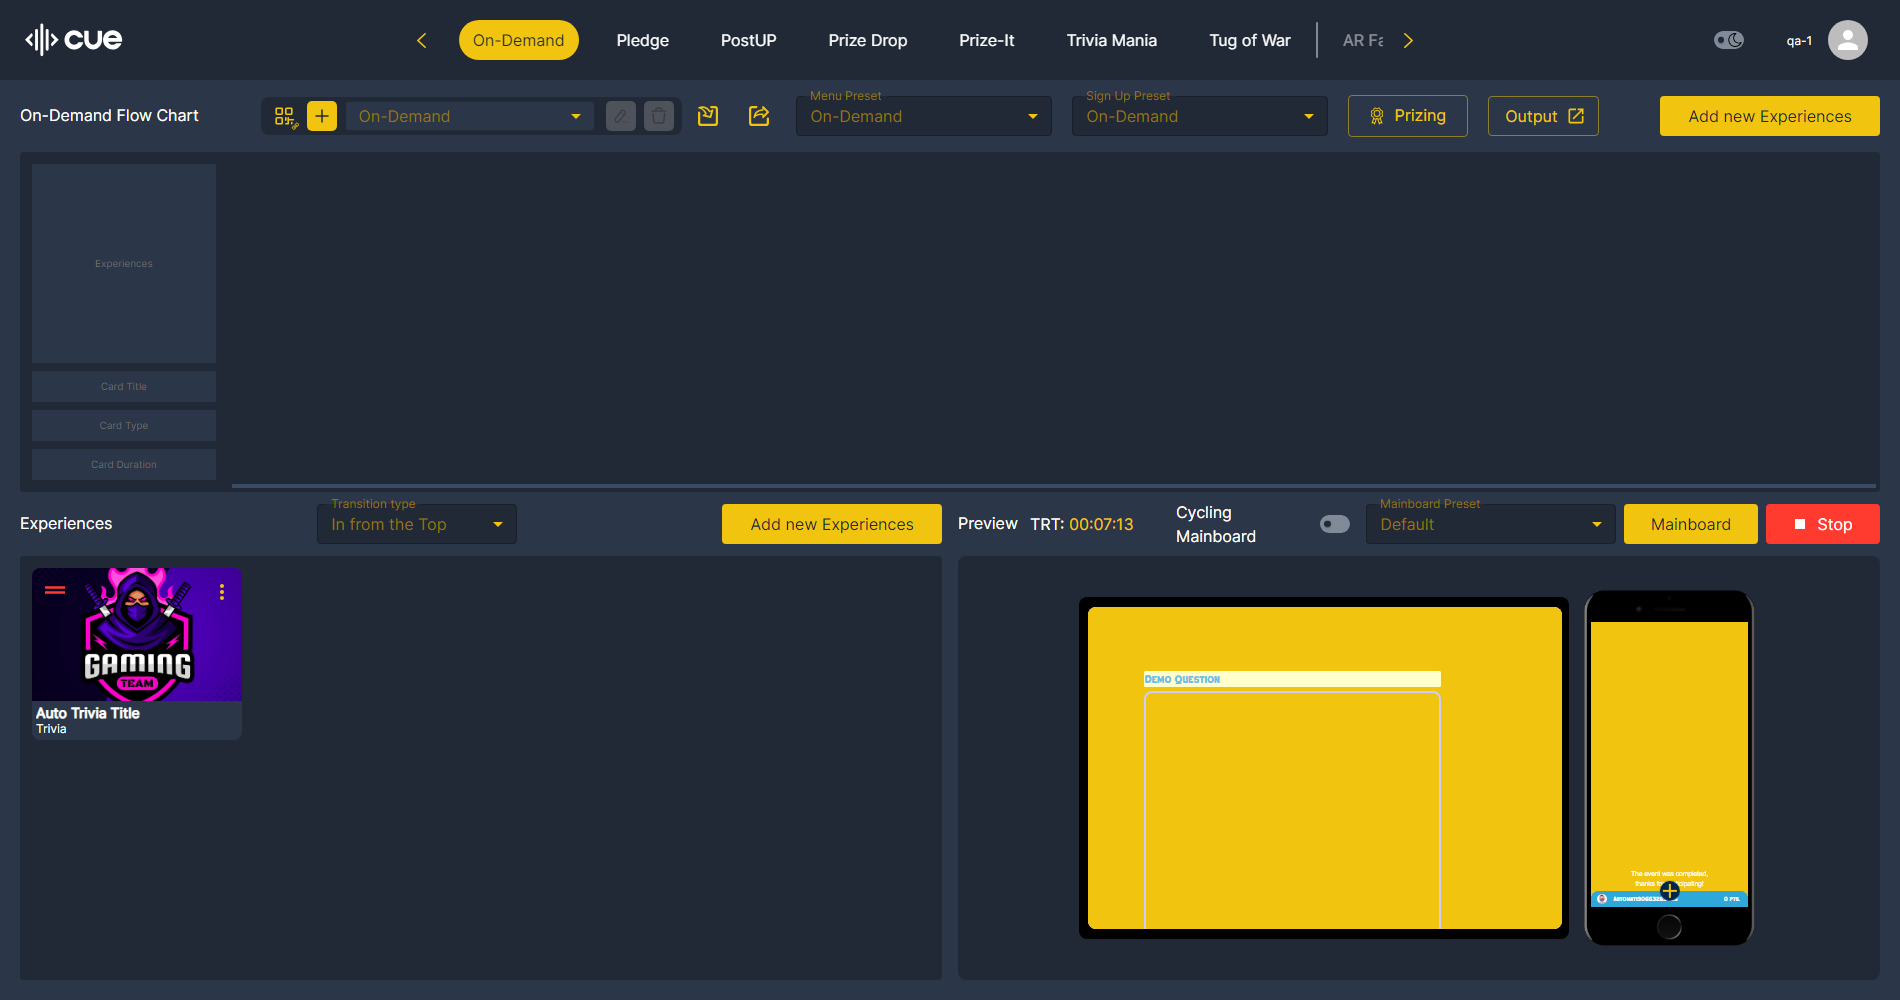 cue
On-Demand
Pledge
PostUP
Prize Drop
Prize-It
Trivia Mania
Tug of War
AR Fa
qa-1
On-Demand Flow Chart
On-Demand
Menu Preset
On-Demand
Sign Up Preset
On-Demand
Prizing
Output
Add new Experiences
Experiences
Card Title
Card Type
Card Duration
Experiences
Transition type
In from the Top
Add new Experiences
Preview
TRT: 00:07:13
Cycling
Mainboard
Mainboard Preset
Default
Mainboard
Stop
GAMING
TEAM
Auto Trivia Title
Trivia
Demo Question
The event was completed,
thanks
0 PTS.